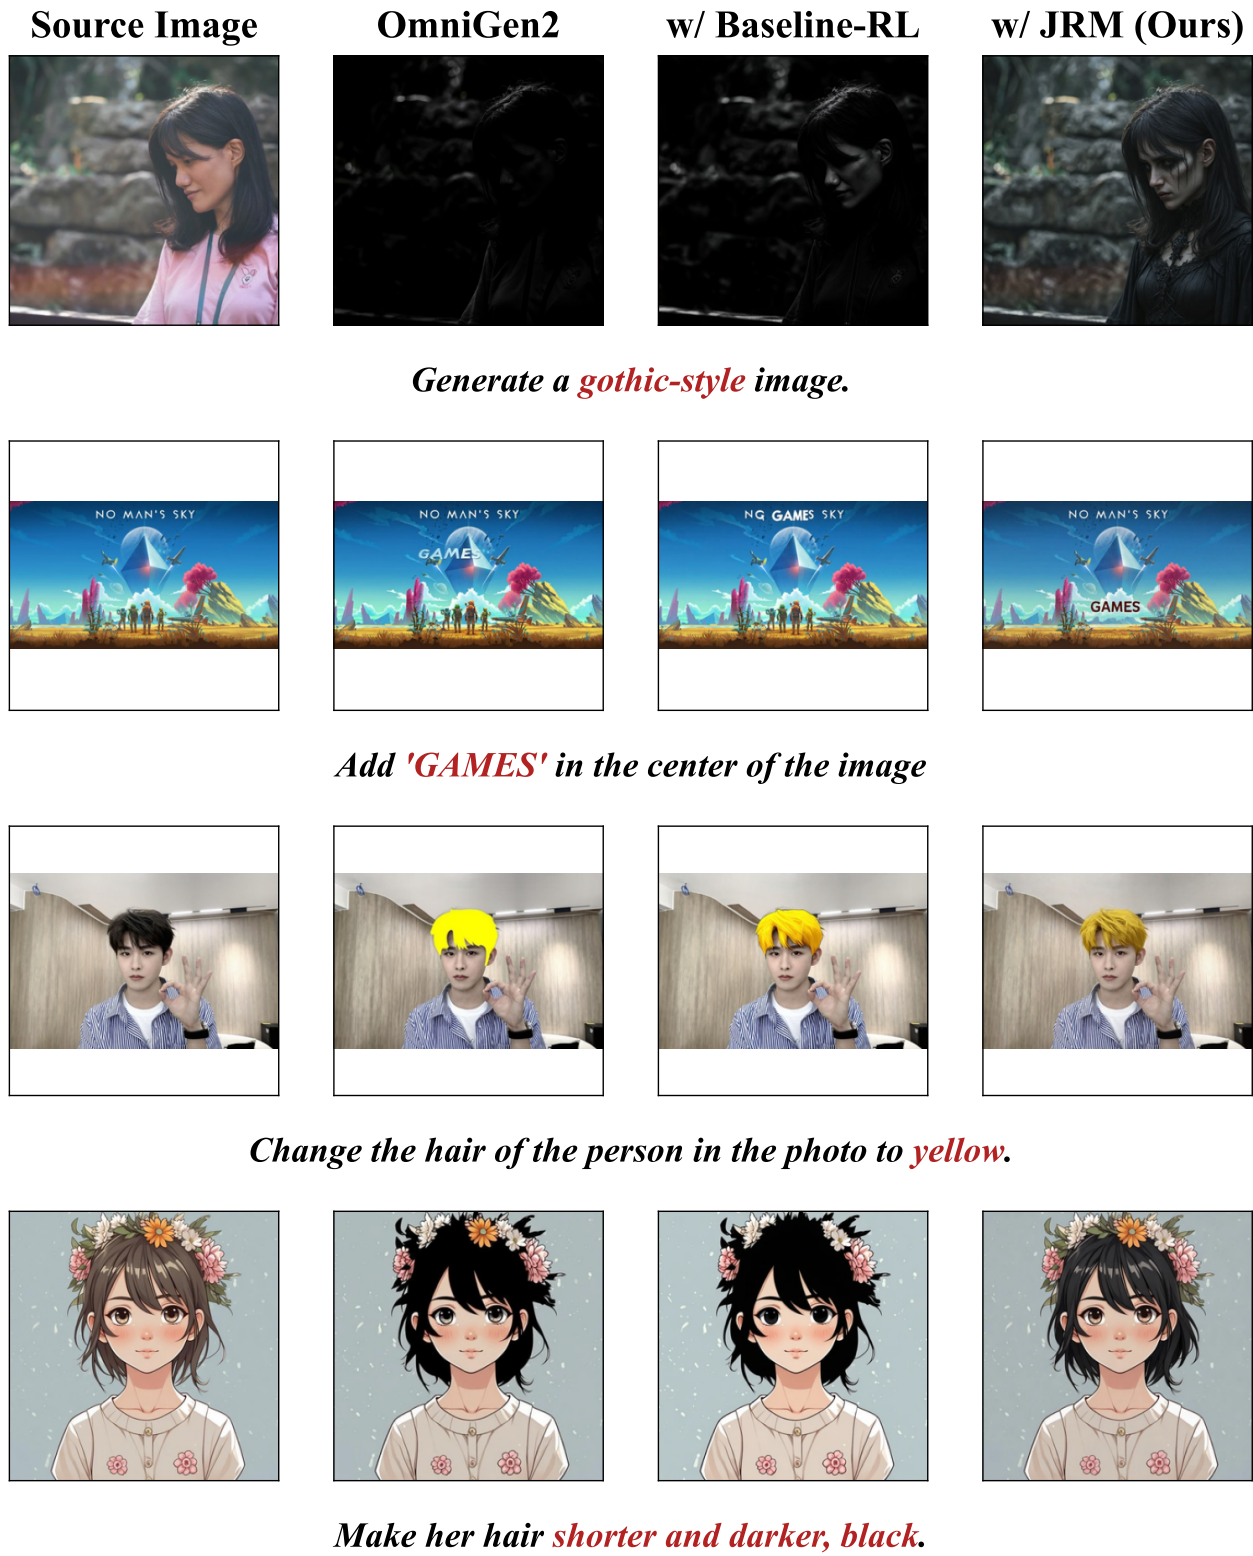 Source Image OmniGen2 w/ Baseline-RL w/ JRM (Ours)
Generate a gothic-style image.
NO MAN'S SKY NO MAN'S SKY NO GAMES SKY NO MAN'S SKY
GAMES
GAMES
Add 'GAMES' in the center of the image
Change the hair of the person in the photo to yellow.
Make her hair shorter and darker, black.